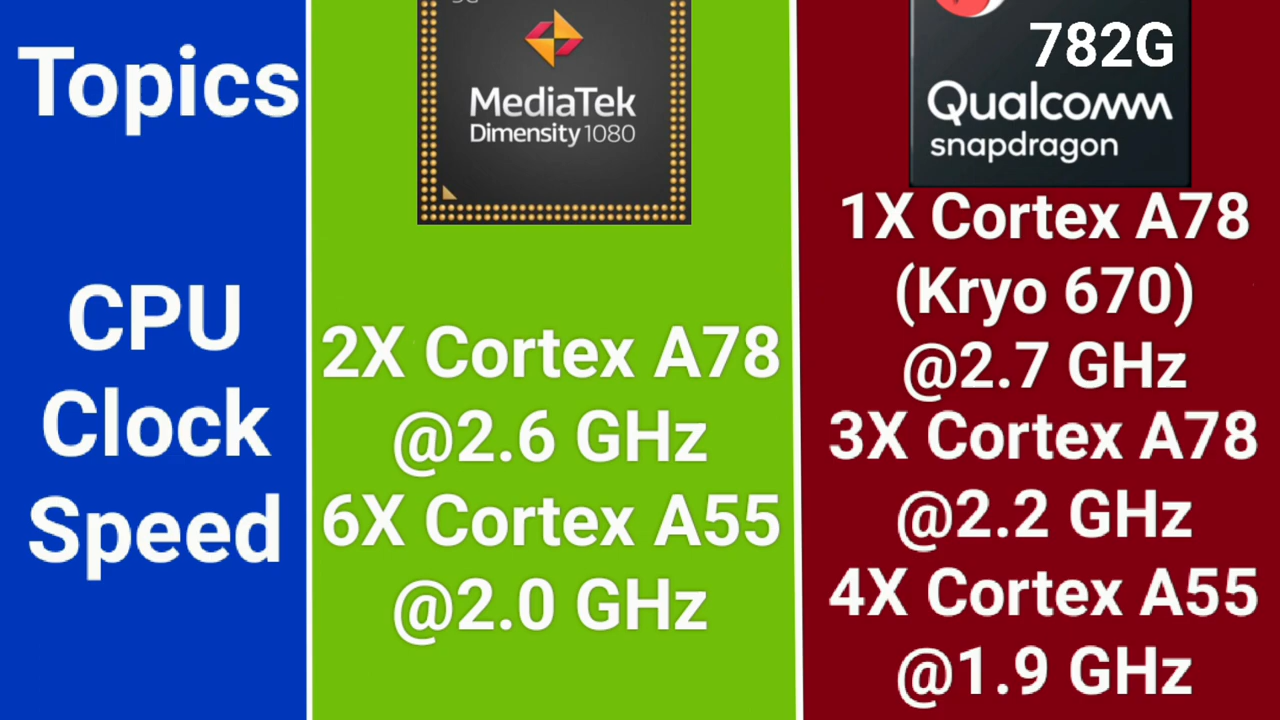 Topics
CPU
Clock
Speed
MediaTek
Dimensity 1080
2X Cortex A78
@2.6 GHz
6X Cortex A55
@2.0 GHz
782G
Qualcomm
snapdragon
1X Cortex A78
(Kryo 670)
@2.7 GHz
3X Cortex A78
@2.2 GHz
4X Cortex A55
@1.9 GHz